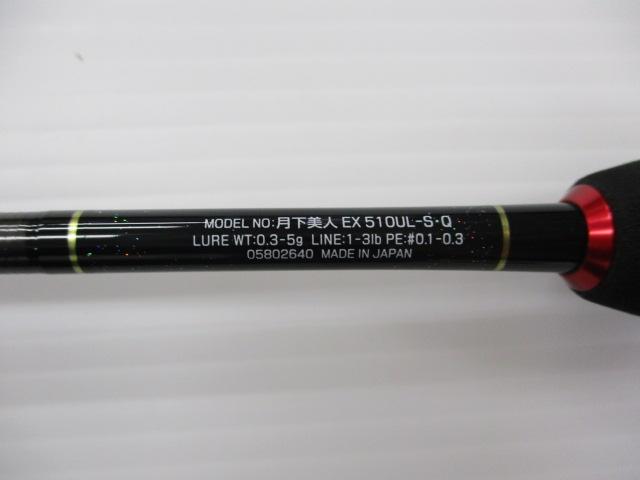 MODEL NO:月下美人 EX 510UL-S・Q
LURE WT:0.3-5g LINE:1-3lb PE:#0.1-0.3
05802640 MADE IN JAPAN